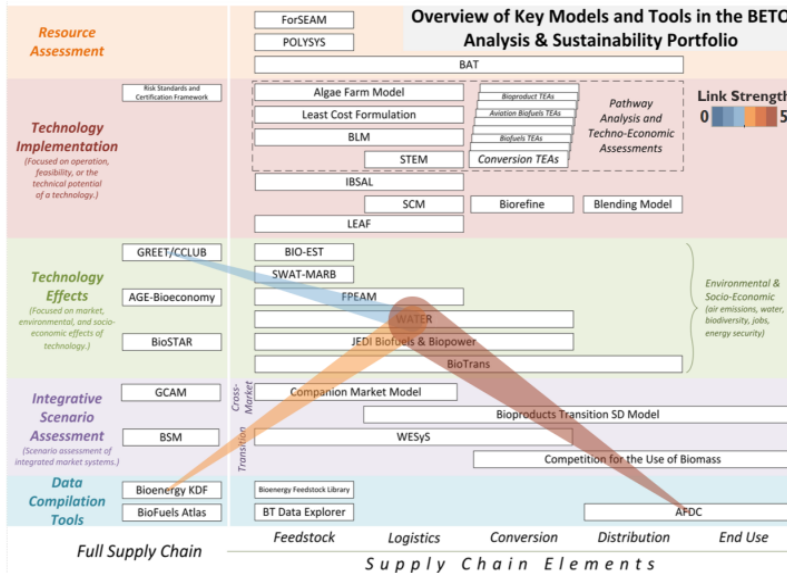 Overview of Key Models and Tools in the BETO
Analysis & Sustainability Portfolio
Resource
Assessment
ForSEAM
POLYSYS
BAT
Link Strength
0
5
Technology
Implementation
(Focused on operation,
feasibility, or the
technical potential
of a technology.)
Risk Standards and
Certification Framework
Algae Farm Model
Least Cost Formulation
BLM
STEM
Bioproduct TEAs
Aviation Biofuels TEAs
Biofuels TEAs
Conversion TEAs
Pathway
Analysis and
Techno-Economic
Assessments
IBSAL
SCM
Biorefine
Blending Model
LEAF
Technology
Effects
(Focused on market,
environmental, and socio-
economic effects of
technology.)
GREET/CCLUB
AGE-Bioeconomy
BioSTAR
BIO-EST
SWAT-MARB
FPEAM
WATER
JEDI Biofuels & Biopower
BioTrans
Environmental &
Socio-Economic
(air emissions, water,
biodiversity, jobs,
energy security)
Integrative
Scenario
Assessment
(Scenario assessment of
integrated market systems.)
GCAM
BSM
Cross-
Market
Transition
Companion Market Model
Bioproducts Transition SD Model
WESyS
Competition for the Use of Biomass
Data
Compilation
Tools
Bioenergy KDF
BioFuels Atlas
Bioenergy Feedstock Library
BT Data Explorer
AFDC
Full Supply Chain
Feedstock
Logistics
Conversion
Distribution
End Use
Supply Chain Elements